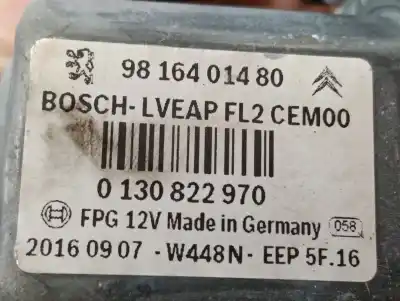 98 164 014 80
BOSCH-LVEAP FL2 CEM00
0 130 822 970
FPG 12V Made in Germany 058
2016 09 07 -W448N- EEP 5F.16